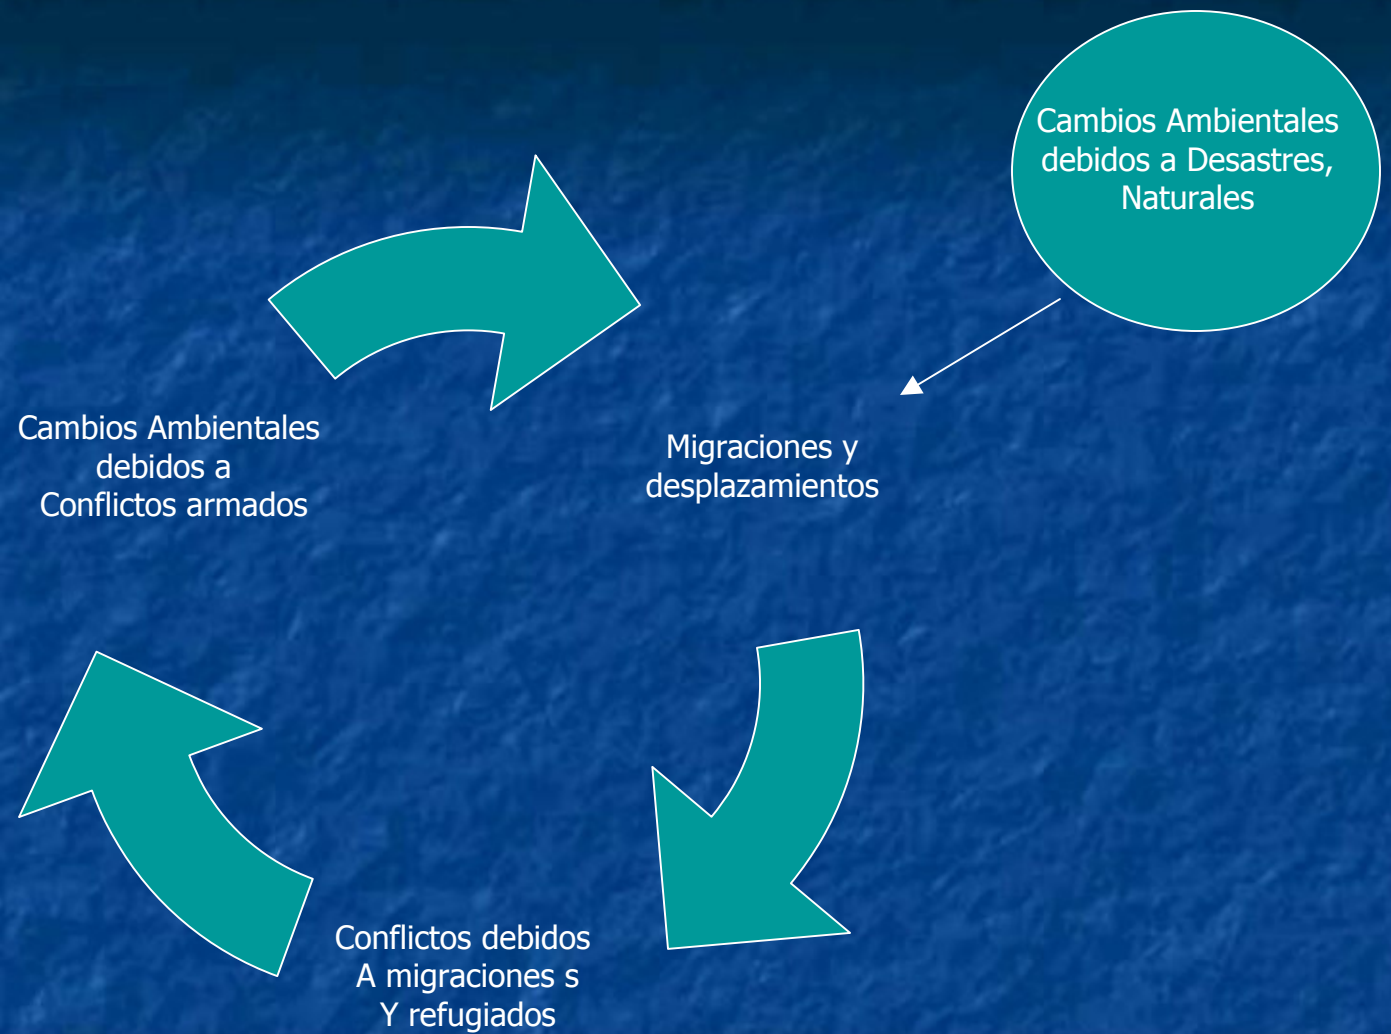 Cambios Ambientales
debidos a Desastres,
Naturales
Cambios Ambientales
debidos a
Conflictos armados
Migraciones y
desplazamientos
Conflictos debidos
A migraciones s
Y refugiados